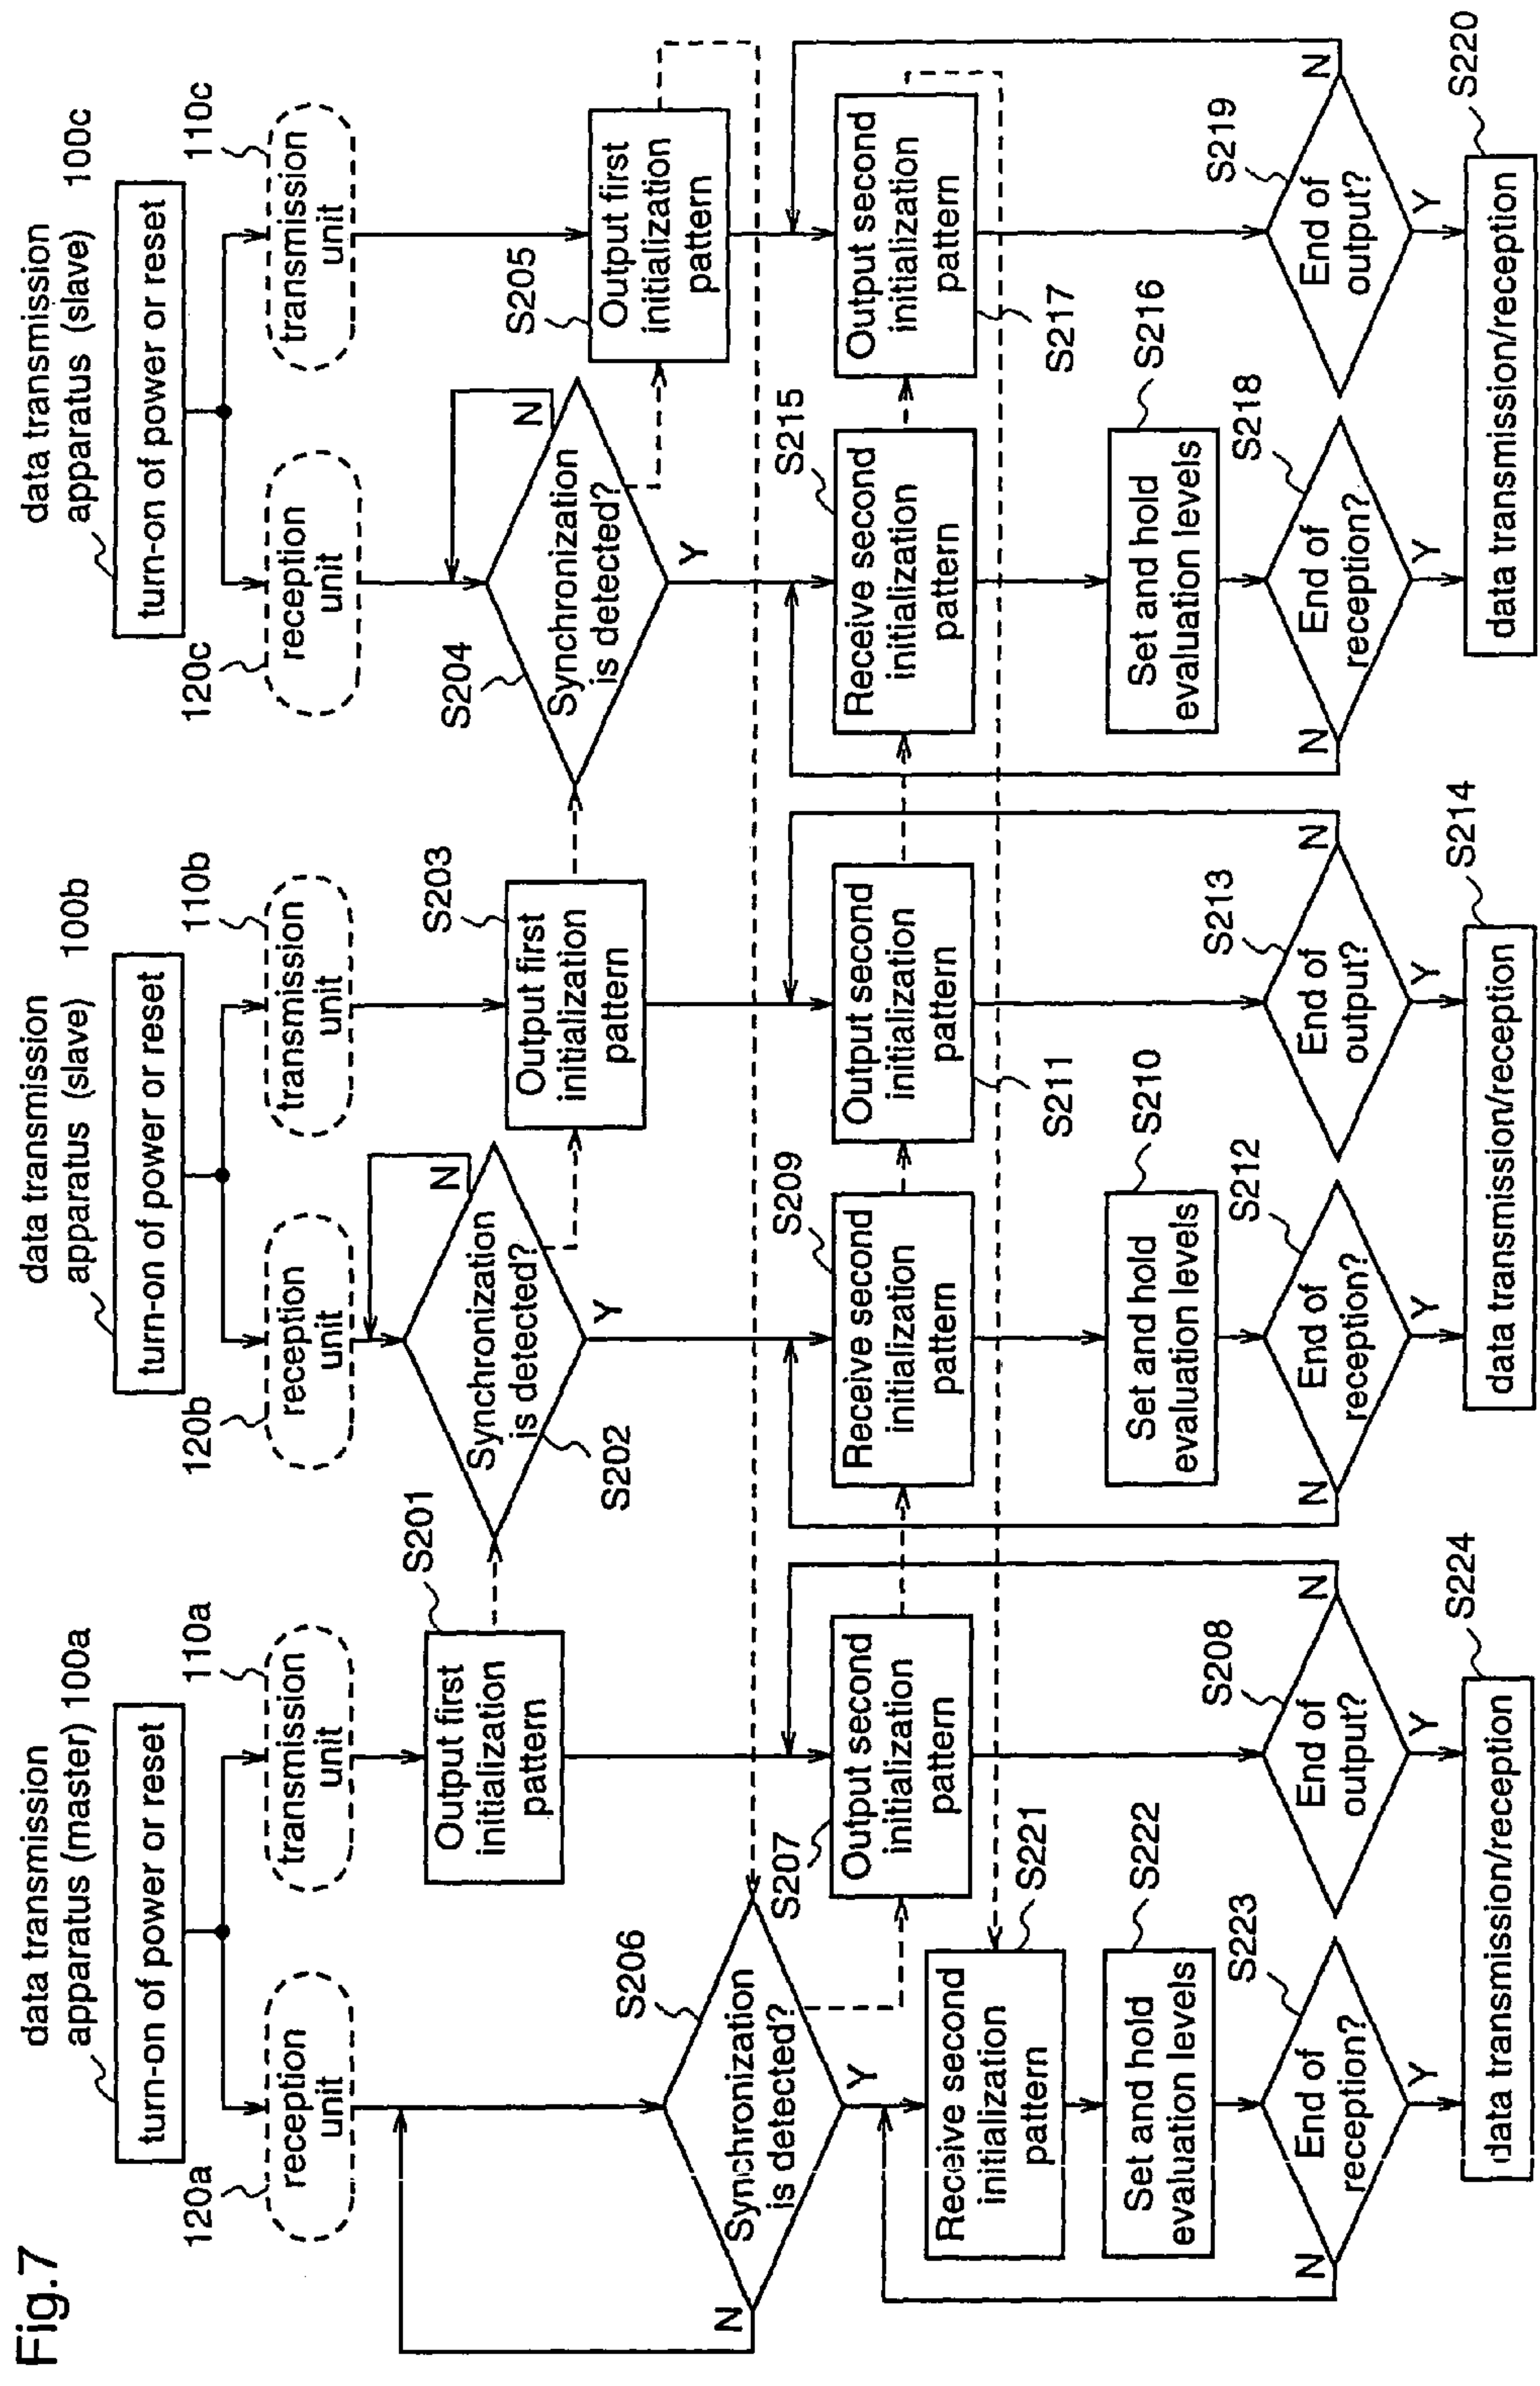 Fig.7
data transmission
apparatus (master) 100a
turn-on of power or reset
120a
reception
unit
110a
transmission
unit
S201
Output first
initialization
pattern
S206
Synchronization
is detected?
N
Y
S207
Output second
initialization
pattern
S221
Receive second
initialization
pattern
S222
Set and hold
evaluation levels
S223
End of
reception?
N
Y
S208
End of
output?
N
Y
S224
data transmission/reception
data transmission
apparatus (slave) 100b
turn-on of power or reset
120b
reception
unit
110b
transmission
unit
S202
Synchronization
is detected?
N
Y
S203
Output first
initialization
pattern
S209
Receive second
initialization
pattern
S211
Output second
initialization
pattern
S210
Set and hold
evaluation levels
S212
End of
reception?
N
Y
S213
End of
output?
N
Y
S214
data transmission/reception
data transmission
apparatus (slave) 100c
turn-on of power or reset
120c
reception
unit
110c
transmission
unit
S204
Synchronization
is detected?
N
Y
S205
Output first
initialization
pattern
S215
Receive second
initialization
pattern
S217
Output second
initialization
pattern
S216
Set and hold
evaluation levels
S218
End of
reception?
N
Y
S219
End of
output?
N
Y
S220
data transmission/reception